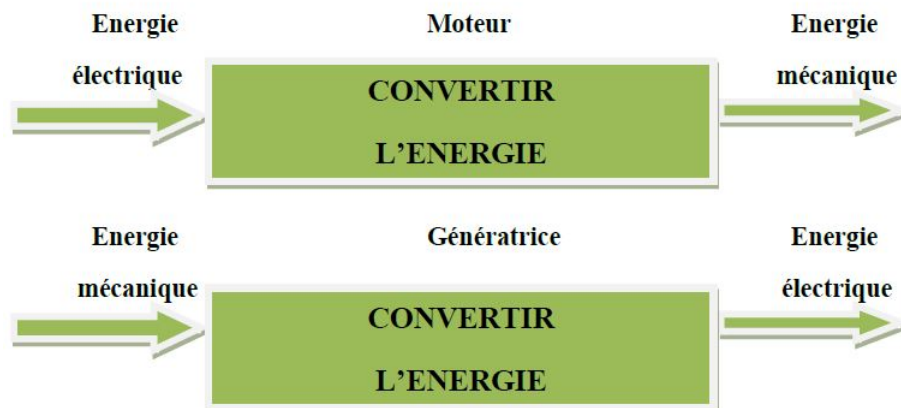 Energie Moteur Energie
électrique mécanique
CONVERTIR
L'ENERGIE
Energie Génératrice Energie
mécanique électrique
CONVERTIR
L'ENERGIE